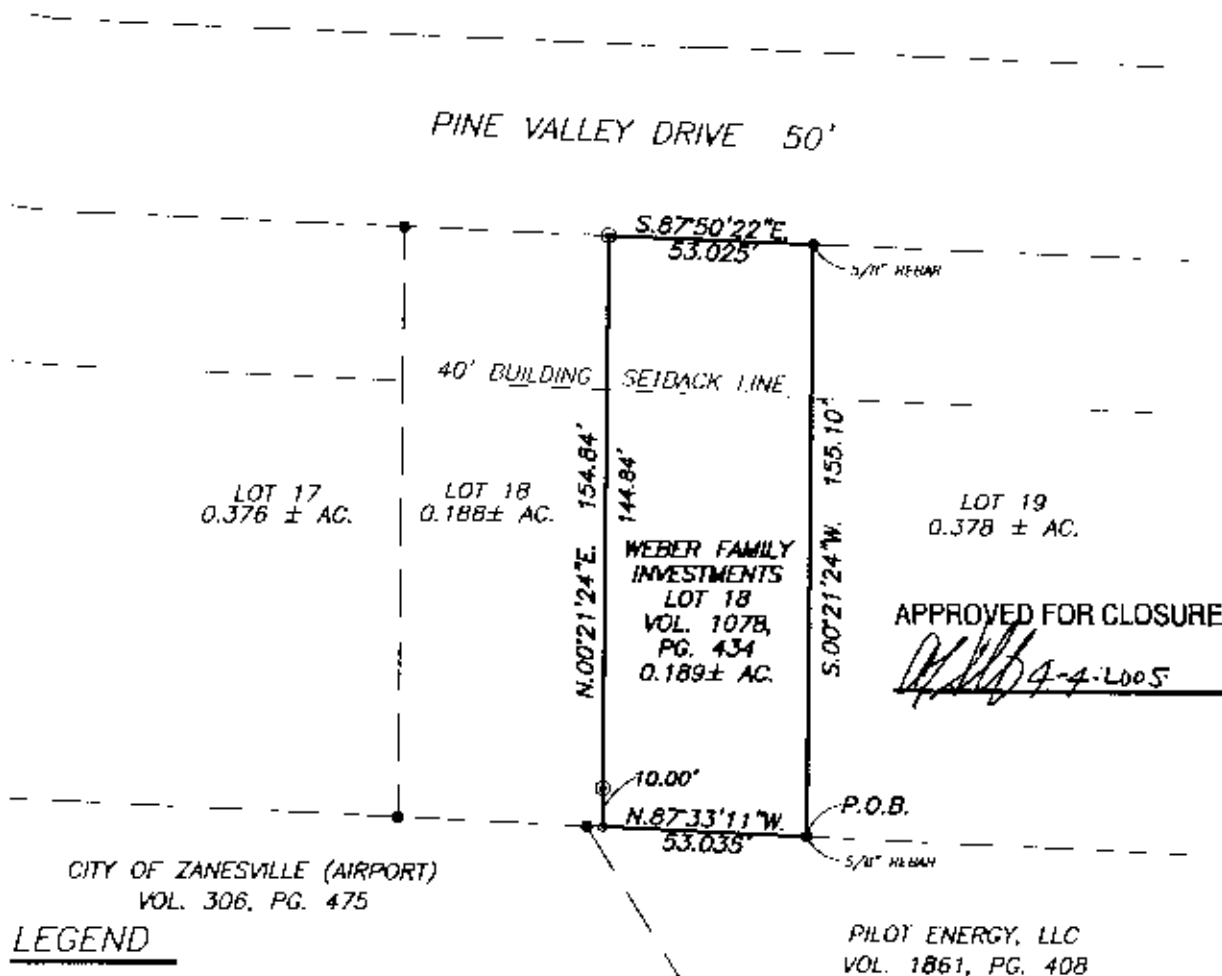 PINE VALLEY DRIVE 50'
S.87°50'22"E.
53.025'
5/8" REBAR
40' BUILDING SETBACK LINE
LOT 17
0.376 ± AC.
LOT 18
0.188± AC.
N.00°21'24"E. 154.84'
144.84'
WEBER FAMILY
INVESTMENTS
LOT 18
VOL. 1078,
PG. 434
0.189± AC.
S.00°21'24"W. 155.10'
LOT 19
0.378 ± AC.
APPROVED FOR CLOSURE
4-4-2005
10.00'
N.87°33'11"W.
53.035'
P.O.B.
5/8" REBAR
CITY OF ZANESVILLE (AIRPORT)
VOL. 306, PG. 475
LEGEND
PILOT ENERGY, LLC
VOL. 1861, PG. 408